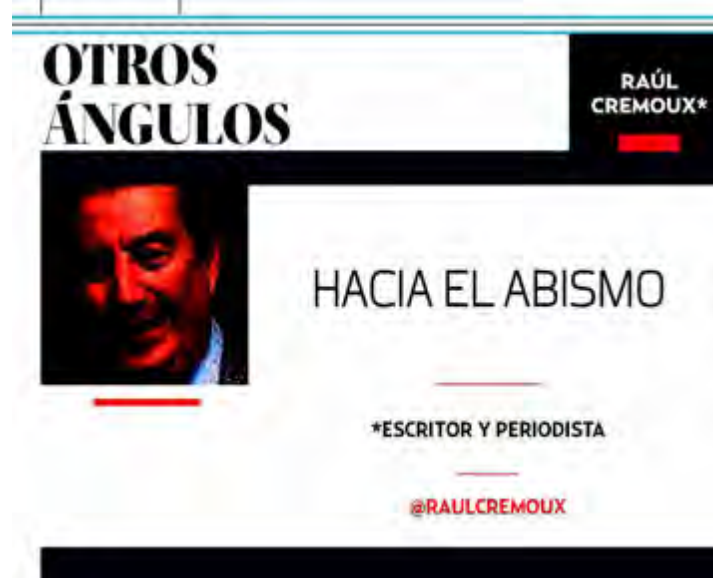 OTROS
ÁNGULOS
RAÚL
CREMOUX*
HACIA EL ABISMO
*ESCRITOR Y PERIODISTA
@RAULCREMOUX